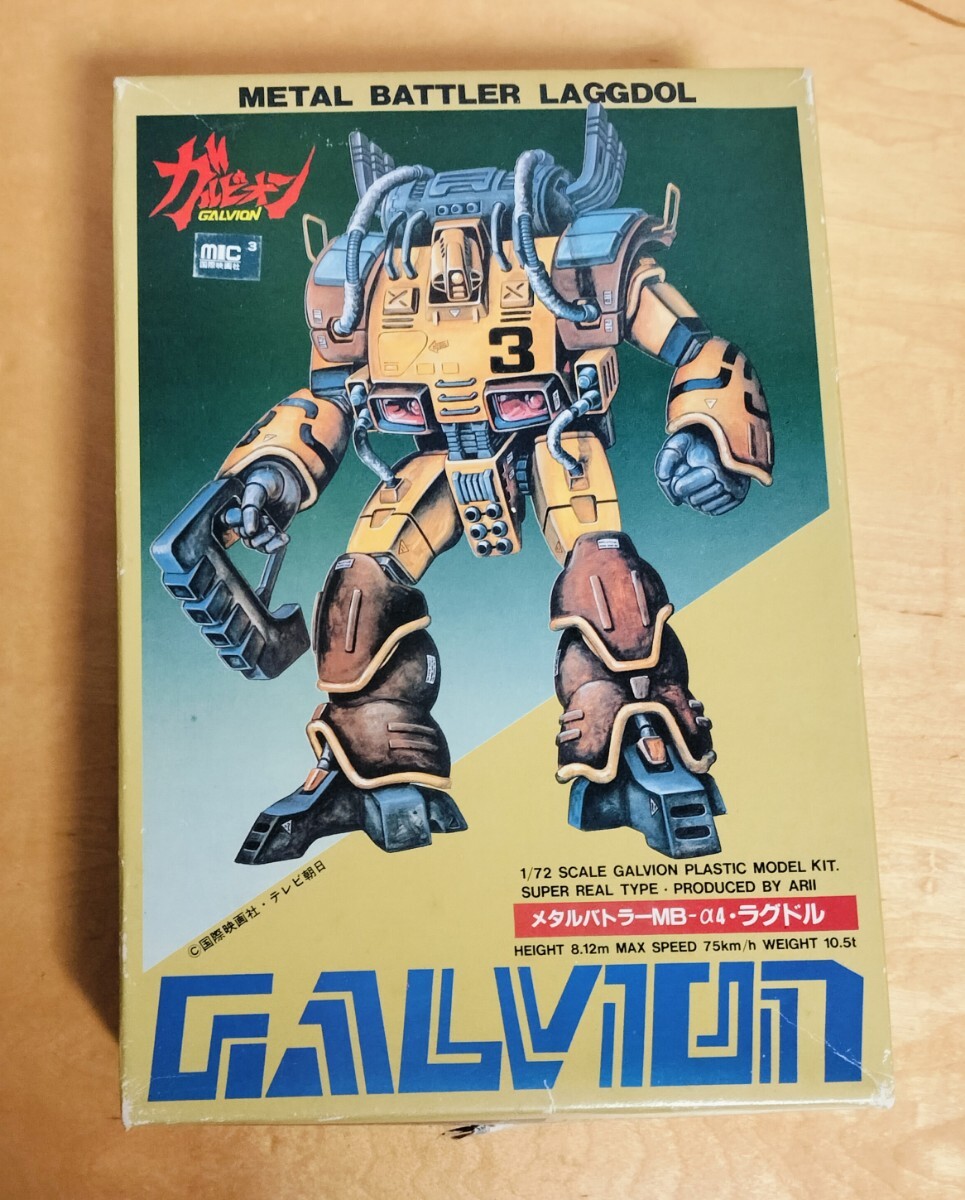 METAL BATTLER LAGGDOL
ガルビオン
GALVION
mic 3
国際映画社
3
1/72 SCALE GALVION PLASTIC MODEL KIT.
SUPER REAL TYPE・PRODUCED BY ARII
メタルバトラーMB-α4・ラグドル
HEIGHT 8.12m MAX SPEED 75km/h WEIGHT 10.5t
©国際映画社・テレビ朝日
GALVION